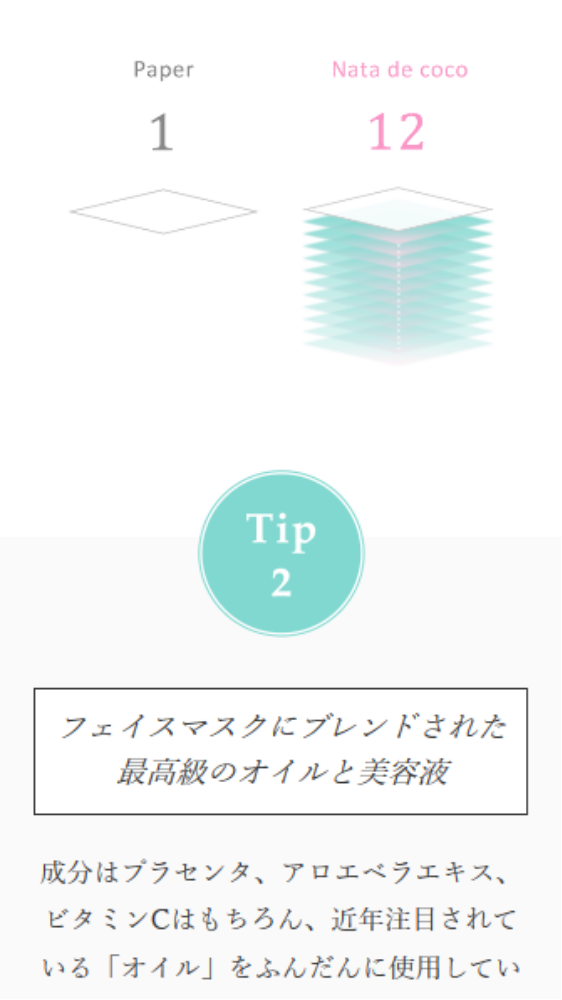 Paper
Nata de coco
1
12
Tip
2
フェイスマスクにブレンドされた
最高級のオイルと美容液
成分はプラセンタ、アロエベラエキス、
ビタミンCはもちろん、近年注目されて
いる「オイル」をふんだんに使用してい